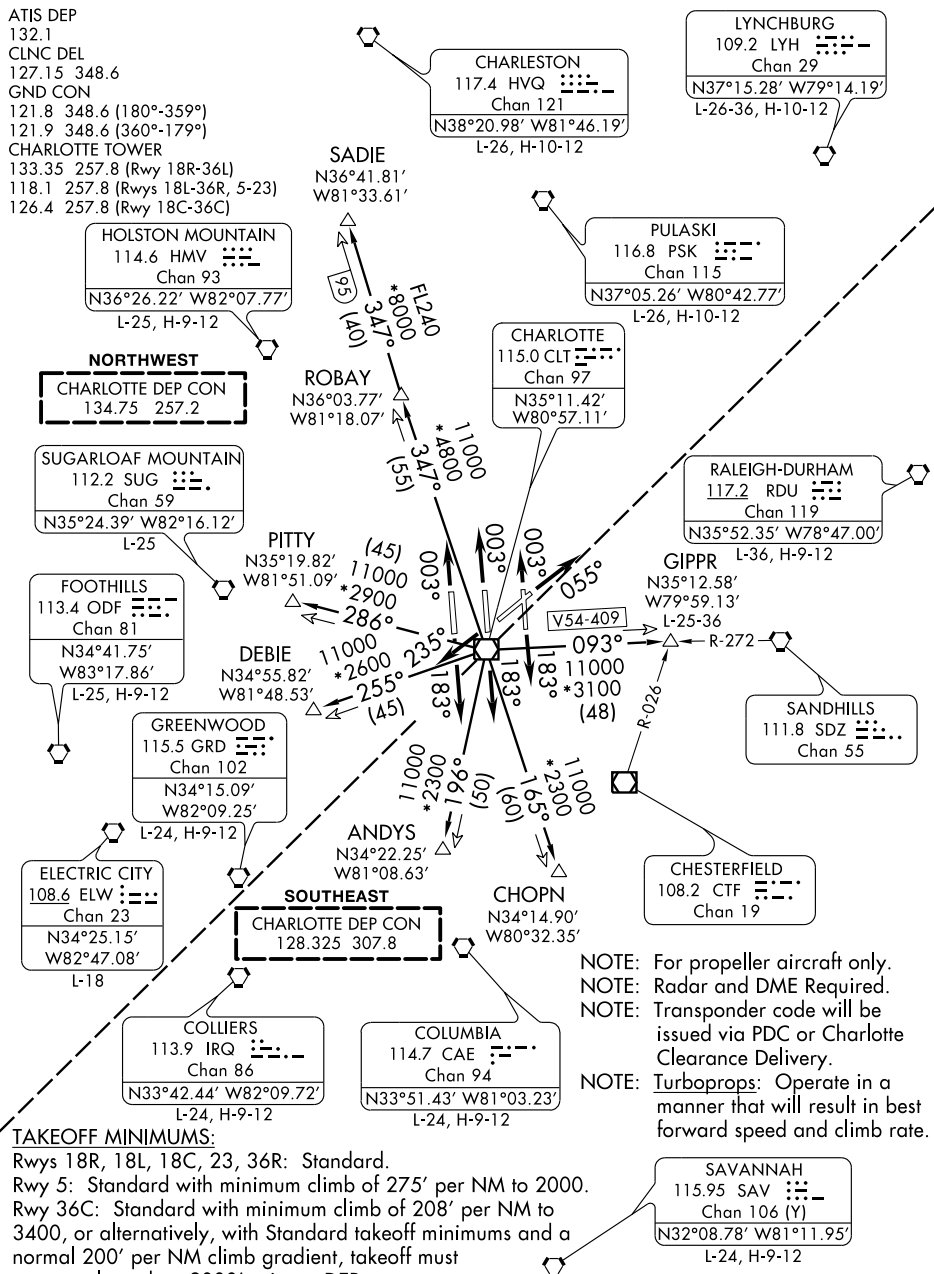 ATIS DEP
132.1
CLNC DEL
127.15 348.6
GND CON
121.8 348.6 (180°-359°)
121.9 348.6 (360°-179°)
CHARLOTTE TOWER
133.35 257.8 (Rwy 18R-36L)
118.1 257.8 (Rwys 18L-36R, 5-23)
126.4 257.8 (Rwy 18C-36C)
CHARLESTON
117.4 HVQ
Chan 121
N38°20.98’ W81°46.19’
L-26, H-10-12
LYNCHBURG
109.2 LYH
Chan 29
N37°15.28’ W79°14.19’
L-26-36, H-10-12
SADIE
N36°41.81’
W81°33.61’
HOLSTON MOUNTAIN
114.6 HMV
Chan 93
N36°26.22’ W82°07.77’
L-25, H-9-12
PULASKI
116.8 PSK
Chan 115
N37°05.26’ W80°42.77’
L-26, H-10-12
95
FL240
*8000
347°
(40)
CHARLOTTE
115.0 CLT
Chan 97
N35°11.42’
W80°57.11’
NORTHWEST
CHARLOTTE DEP CON
134.75 257.2
ROBAY
N36°03.77’
W81°18.07’
11000
*4800
347°
(55)
SUGARLOAF MOUNTAIN
112.2 SUG
Chan 59
N35°24.39’ W82°16.12’
L-25
RALEIGH-DURHAM
117.2 RDU
Chan 119
N35°52.35’ W78°47.00’
L-36, H-9-12
PITTY
N35°19.82’
W81°51.09’
(45)
11000
*2900
286°
003°
003°
003°
055°
GIPPR
N35°12.58’
W79°59.13’
L-25-36
FOOTHILLS
113.4 ODF
Chan 81
N34°41.75’
W83°17.86’
L-25, H-9-12
V54-409
093°
11000
*3100
(48)
R-272
DEBIE
N34°55.82’
W81°48.53’
11000
*2600
255°
(45)
235°
183°
183°
183°
R-026
SANDHILLS
111.8 SDZ
Chan 55
GREENWOOD
115.5 GRD
Chan 102
N34°15.09’
W82°09.25’
L-24, H-9-12
11000
*2300
196°
(50)
11000
*2300
165°
(60)
ANDYS
N34°22.25’
W81°08.63’
CHOPN
N34°14.90’
W80°32.35’
ELECTRIC CITY
108.6 ELW
Chan 23
N34°25.15’
W82°47.08’
L-18
CHESTERFIELD
108.2 CTF
Chan 19
SOUTHEAST
CHARLOTTE DEP CON
128.325 307.8
COLLIERS
113.9 IRQ
Chan 86
N33°42.44’ W82°09.72’
L-24, H-9-12
COLUMBIA
114.7 CAE
Chan 94
N33°51.43’ W81°03.23’
L-24, H-9-12
NOTE: For propeller aircraft only.
NOTE: Radar and DME Required.
NOTE: Transponder code will be
issued via PDC or Charlotte
Clearance Delivery.
NOTE: Turboprops: Operate in a
manner that will result in best
forward speed and climb rate.
TAKEOFF MINIMUMS:
Rwys 18R, 18L, 18C, 23, 36R: Standard.
Rwy 5: Standard with minimum climb of 275’ per NM to 2000.
Rwy 36C: Standard with minimum climb of 208’ per NM to
3400, or alternatively, with Standard takeoff minimums and a
normal 200’ per NM climb gradient, takeoff must
SAVANNAH
115.95 SAV
Chan 106 (Y)
N32°08.78’ W81°11.95’
L-24, H-9-12